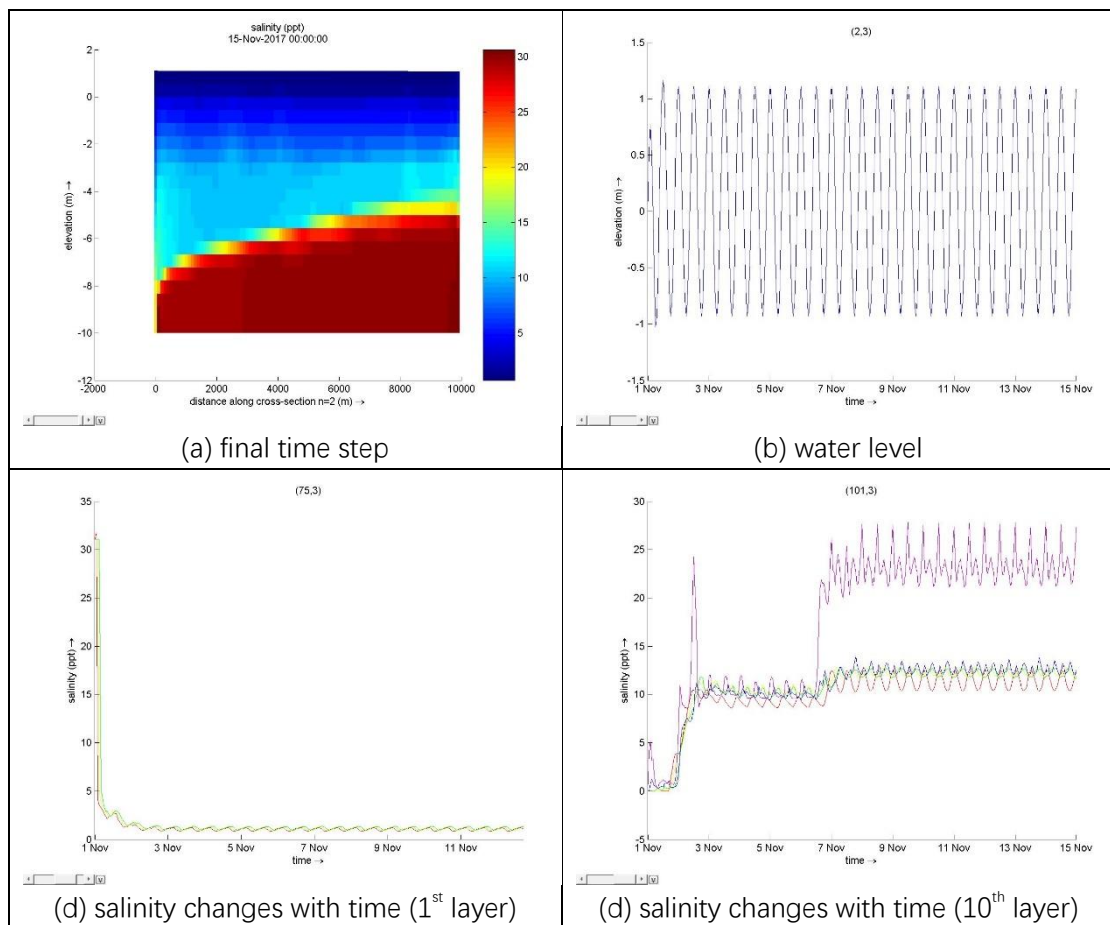 salinity (ppt)
15-Nov-2017 00:00:00
2
0
-2
-4
-6
-8
-10
-12
elevation (m) →
-2000 0 2000 4000 6000 8000 10000
distance along cross-section n=2 (m) →
30
25
20
15
10
5
V
(a) final time step
(2,3)
1.5
1
0.5
0
-0.5
-1
-1.5
elevation (m) →
1 Nov 3 Nov 5 Nov 7 Nov 9 Nov 11 Nov 13 Nov 15 Nov
time →
V
(b) water level
(75,3)
35
30
25
20
15
10
5
0
salinity (ppt) →
1 Nov 3 Nov 5 Nov 7 Nov 9 Nov 11 Nov
time →
V
(d) salinity changes with time (1st layer)
(101,3)
30
25
20
15
10
5
0
-5
salinity (ppt) →
1 Nov 3 Nov 5 Nov 7 Nov 9 Nov 11 Nov 13 Nov 15 Nov
time →
V
(d) salinity changes with time (10th layer)